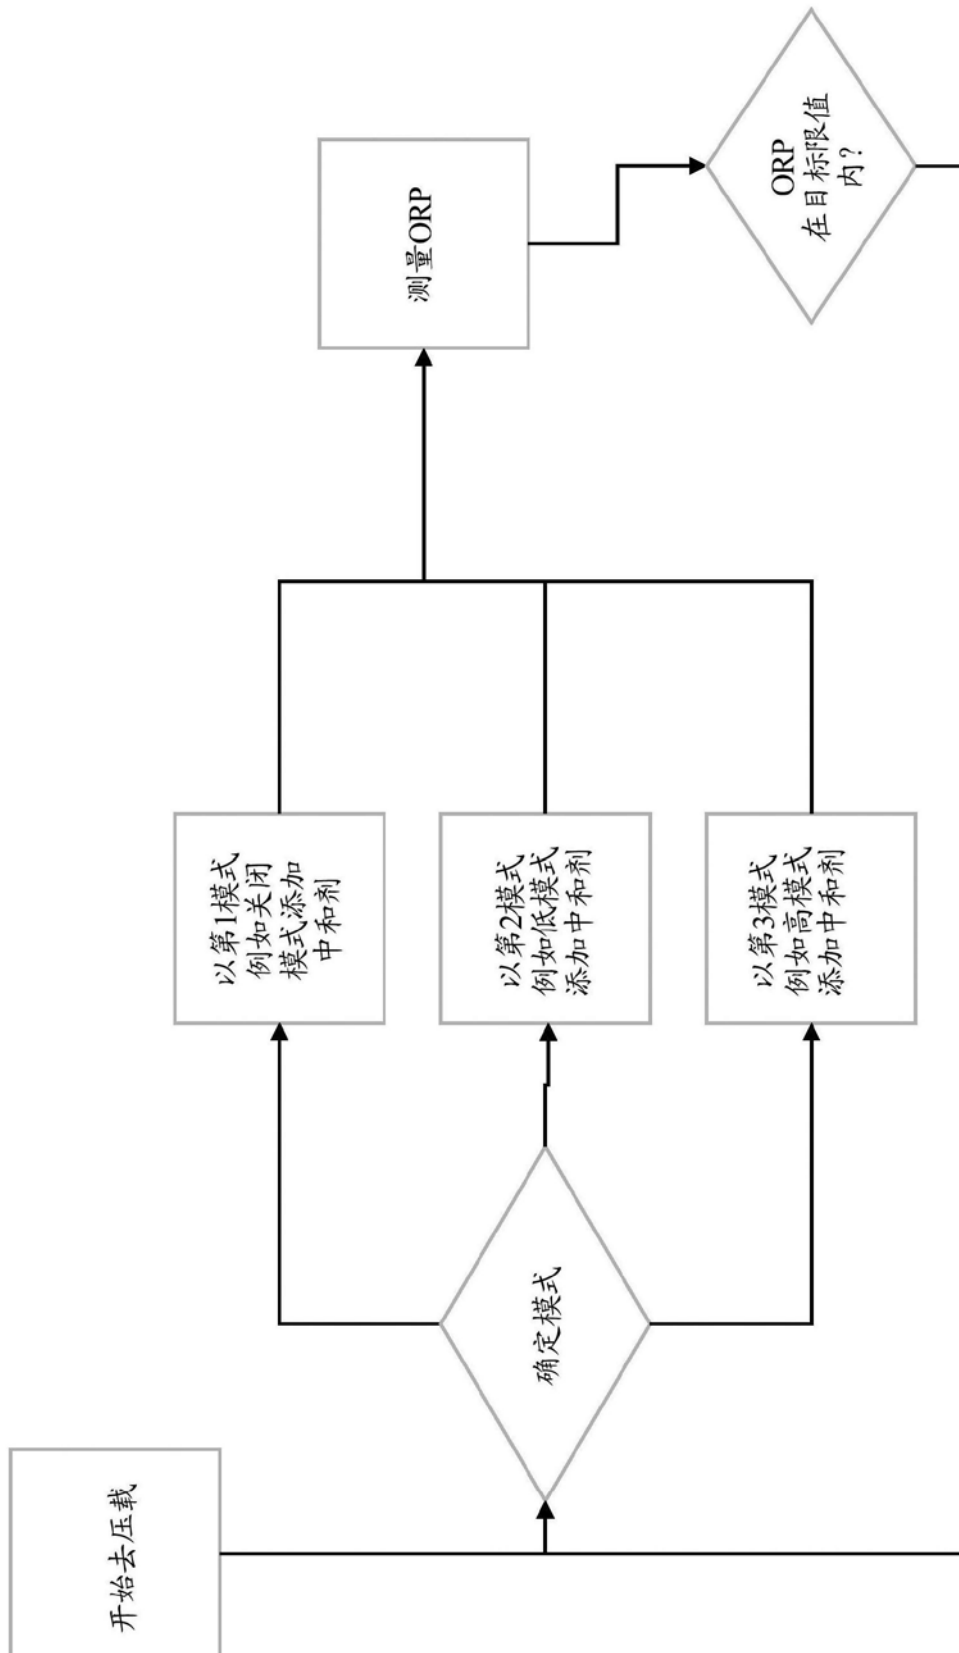 开始去压载
确定模式
以第1模式
例如关闭
模式添加
中和剂
以第2模式
例如低模式
添加中和剂
以第3模式
例如高模式
添加中和剂
测量ORP
ORP
在目标限值
内？